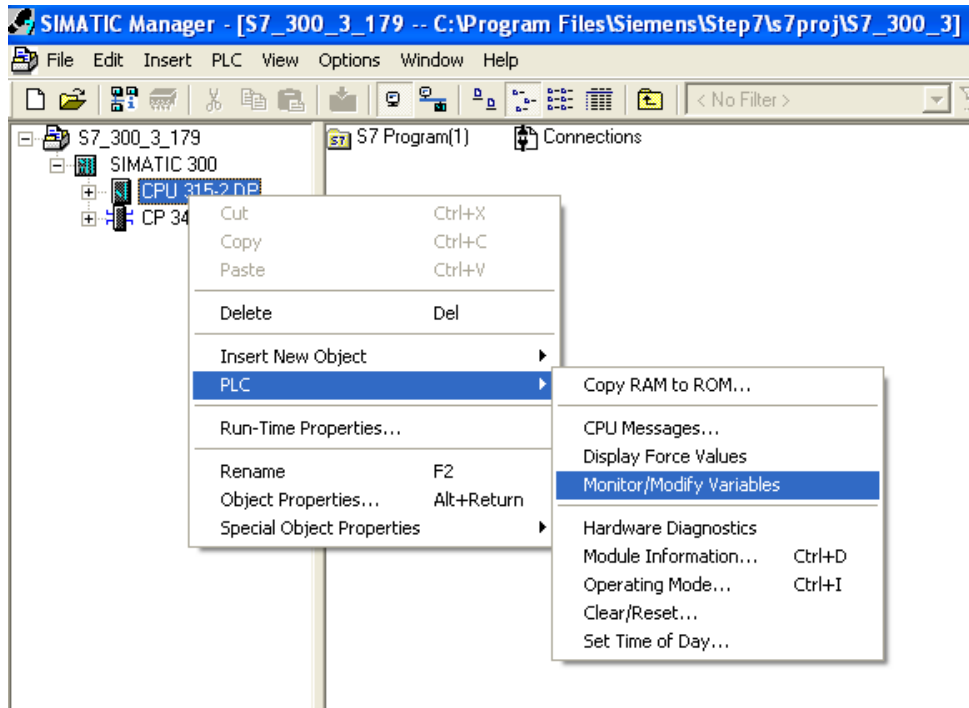 SIMATIC Manager - [S7_300_3_179 -- C:\Program Files\Siemens\Step7\s7proj\S7_300_3]
File Edit Insert PLC View Options Window Help
< No Filter >
S7_300_3_179
SIMATIC 300
CPU 315-2 DP
CP 34
S7 Program(1) Connections
Cut Ctrl+X
Copy Ctrl+C
Paste Ctrl+V
Delete Del
Insert New Object
PLC
Run-Time Properties...
Rename F2
Object Properties... Alt+Return
Special Object Properties
Copy RAM to ROM...
CPU Messages...
Display Force Values
Monitor/Modify Variables
Hardware Diagnostics
Module Information... Ctrl+D
Operating Mode... Ctrl+I
Clear/Reset...
Set Time of Day...